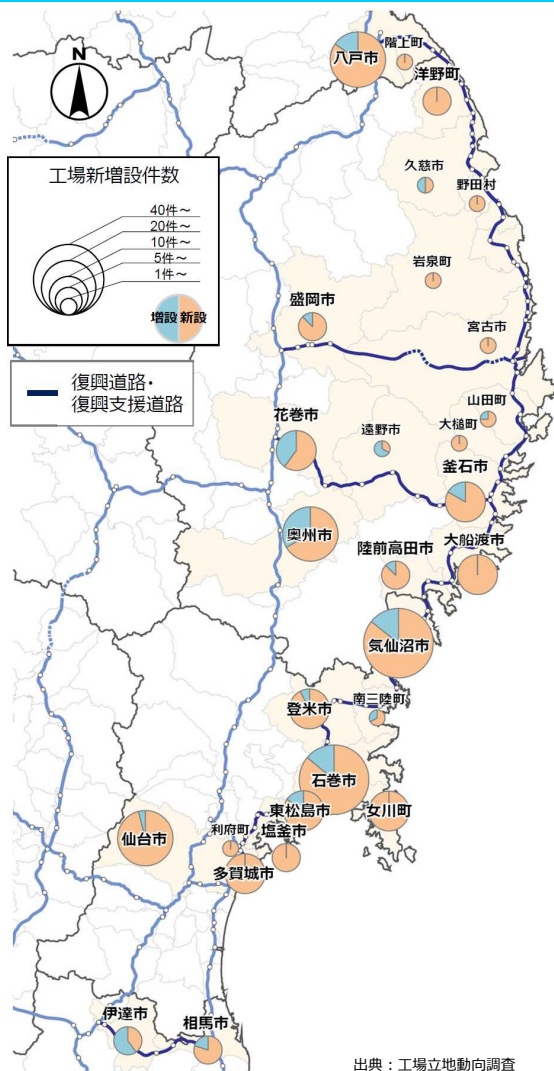 N
八戸市
階上町
洋野町
工場新増設件数
40件～
20件～
10件～
5件～
1件～
増設
新設
復興道路・
復興支援道路
久慈市
野田村
岩泉町
盛岡市
宮古市
山田町
花巻市
遠野市
大槌町
釜石市
奥州市
陸前高田市
大船渡市
気仙沼市
登米市
南三陸町
石巻市
東松島市
女川町
仙台市
利府町
塩釜市
多賀城市
伊達市
相馬市
出典：工場立地動向調査